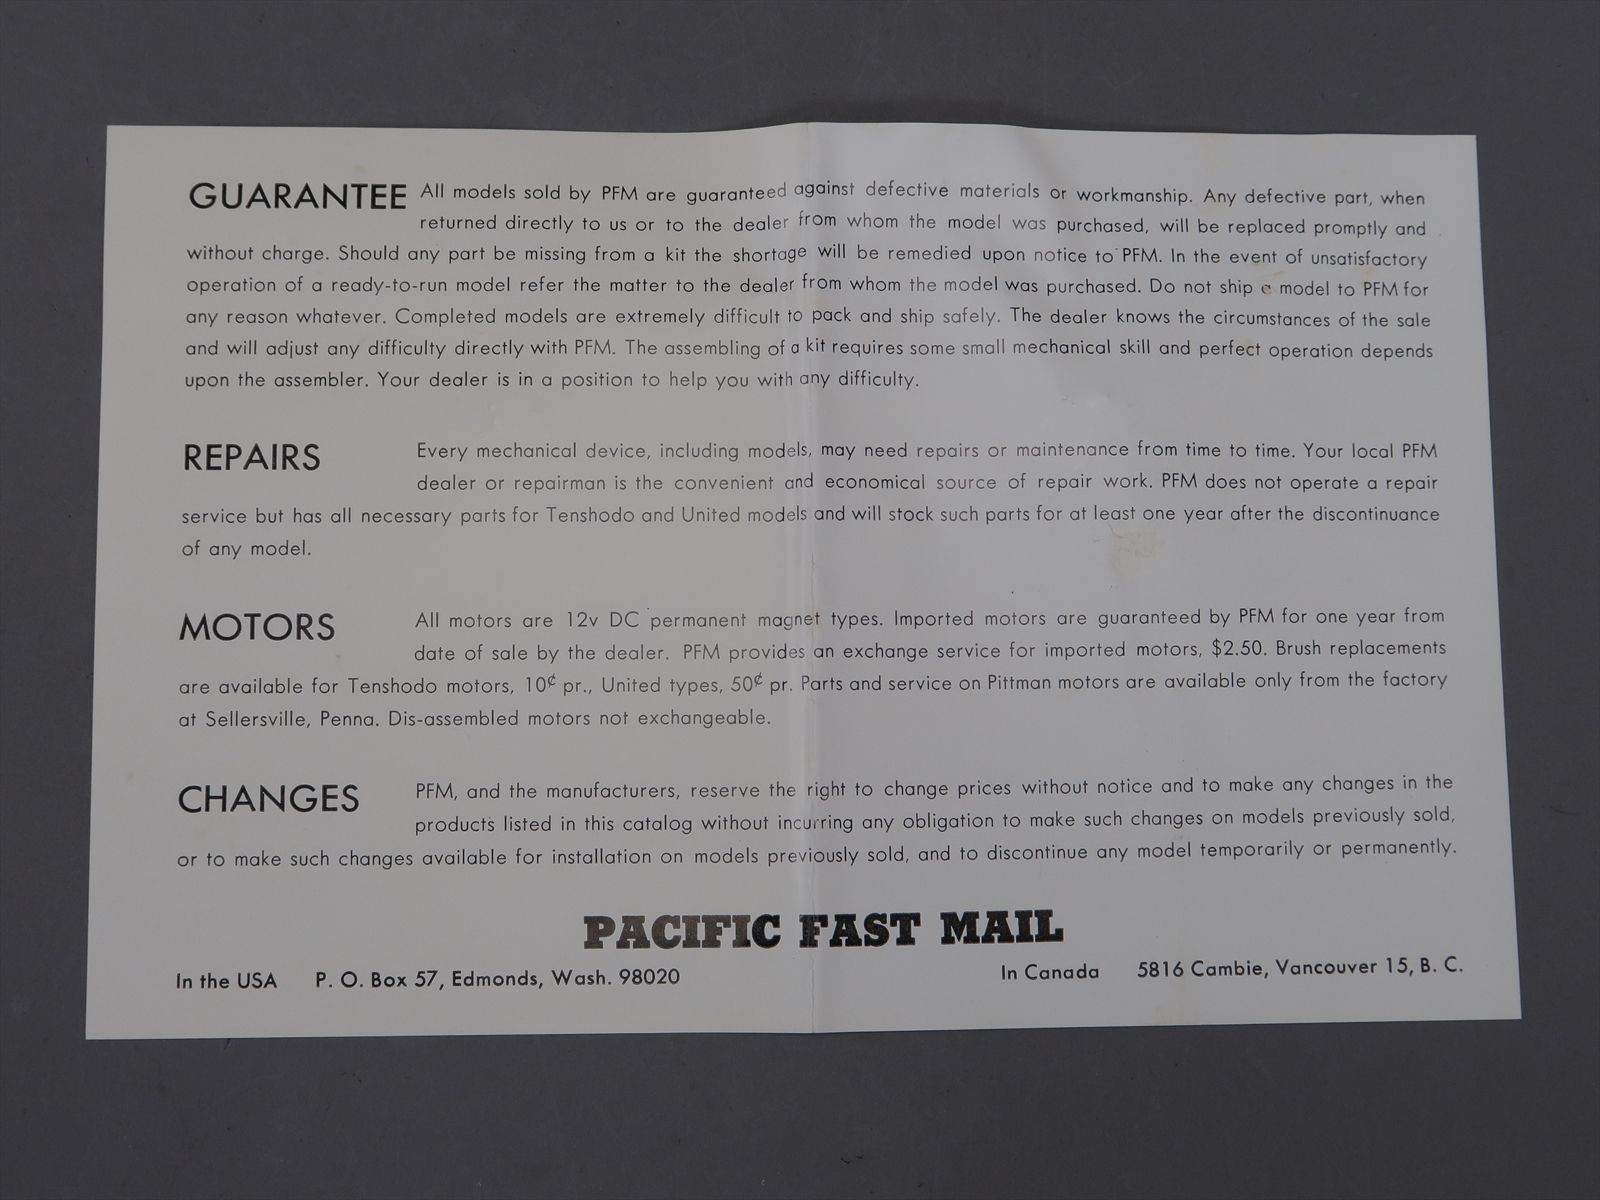 GUARANTEE All models sold by PFM are guaranteed against defective materials or workmanship. Any defective part, when
returned directly to us or to the dealer from whom the model was purchased, will be replaced promptly and
without charge. Should any part be missing from a kit the shortage will be remedied upon notice to PFM. In the event of unsatisfactory
operation of a ready-to-run model refer the matter to the dealer from whom the model was purchased. Do not ship a model to PFM for
any reason whatever. Completed models are extremely difficult to pack and ship safely. The dealer knows the circumstances of the sale
and will adjust any difficulty directly with PFM. The assembling of a kit requires some small mechanical skill and perfect operation depends
upon the assembler. Your dealer is in a position to help you with any difficulty.
REPAIRS Every mechanical device, including models, may need repairs or maintenance from time to time. Your local PFM
dealer or repairman is the convenient and economical source of repair work. PFM does not operate a repair
service but has all necessary parts for Tenshodo and United models and will stock such parts for at least one year after the discontinuance
of any model.
MOTORS All motors are 12v DC permanent magnet types. Imported motors are guaranteed by PFM for one year from
date of sale by the dealer. PFM provides an exchange service for imported motors, $2.50. Brush replacements
are available for Tenshodo motors, 10¢ pr., United types, 50¢ pr. Parts and service on Pittman motors are available only from the factory
at Sellersville, Penna. Dis-assembled motors not exchangeable.
CHANGES PFM, and the manufacturers, reserve the right to change prices without notice and to make any changes in the
products listed in this catalog without incurring any obligation to make such changes on models previously sold,
or to make such changes available for installation on models previously sold, and to discontinue any model temporarily or permanently.
PACIFIC FAST MAIL
In the USA P. O. Box 57, Edmonds, Wash. 98020 In Canada 5816 Cambie, Vancouver 15, B. C.